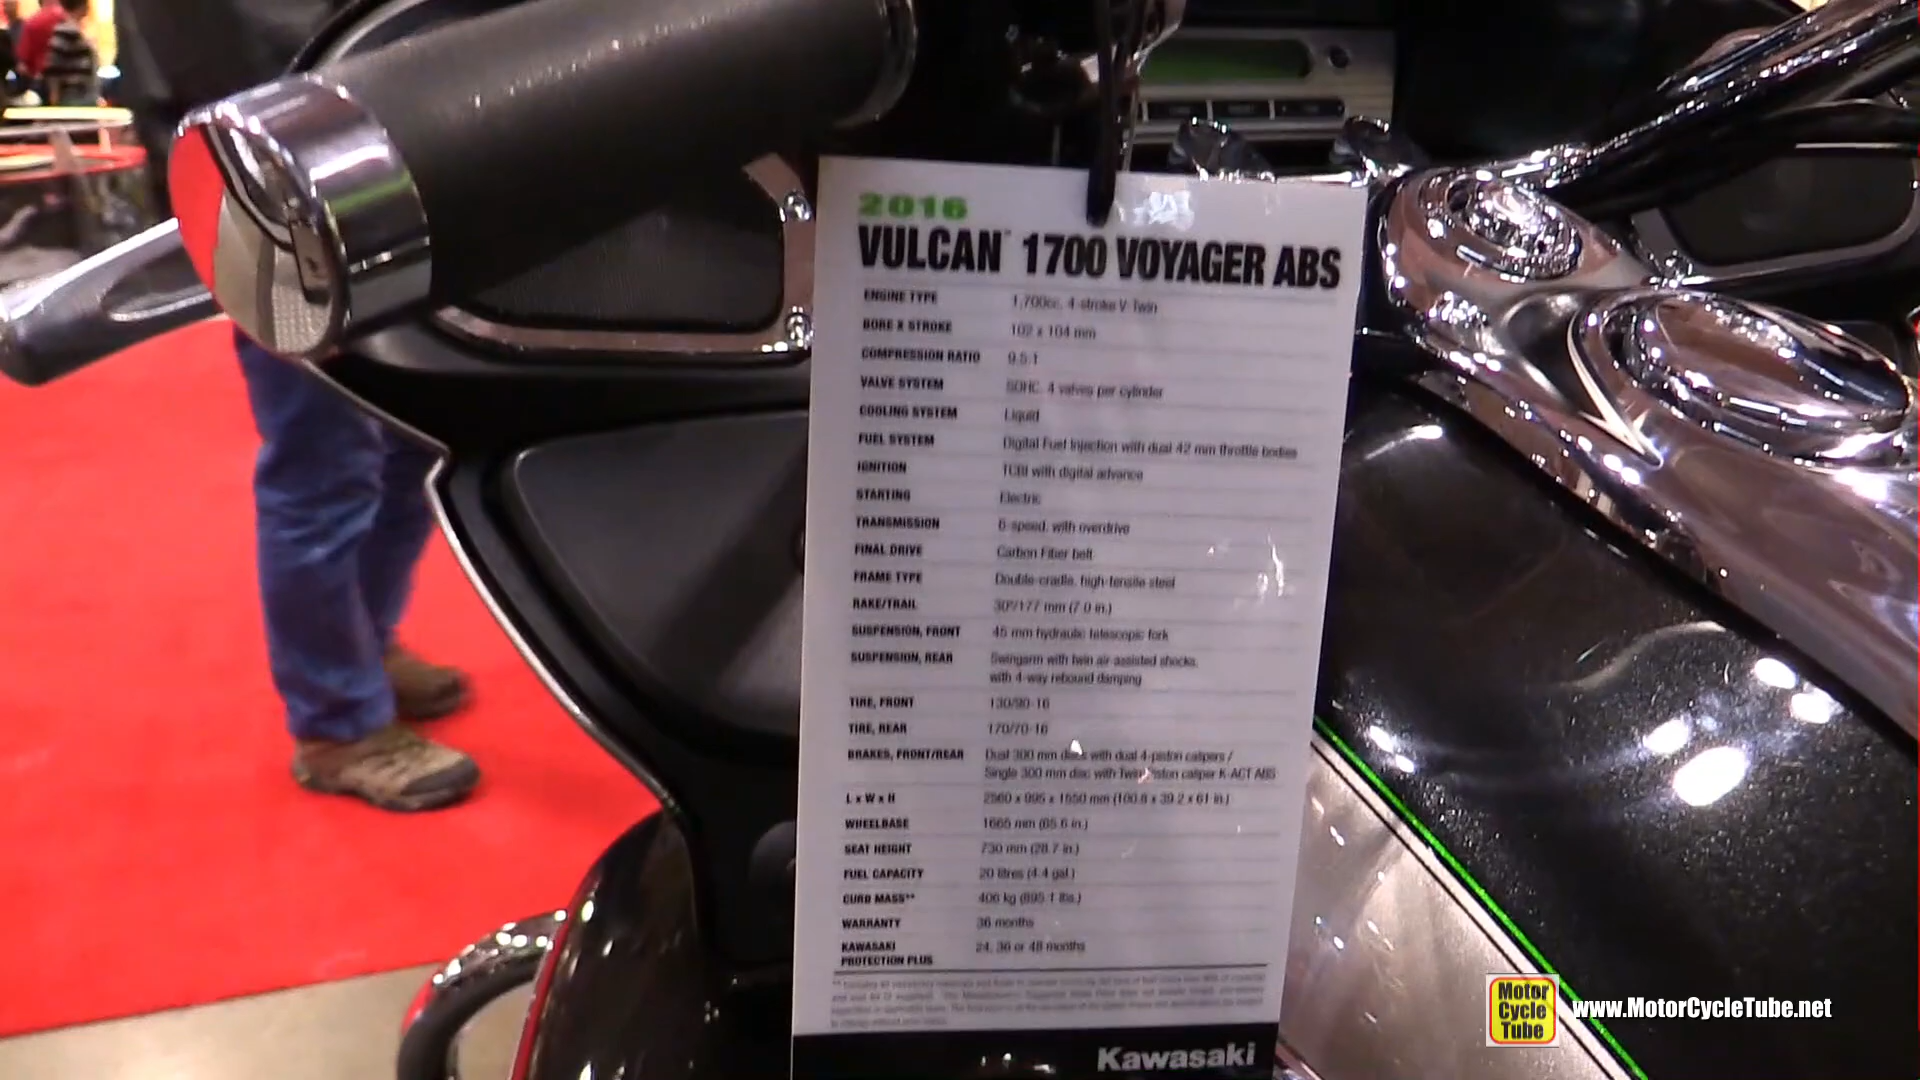 2016
VULCAN™ 1700 VOYAGER ABS
ENGINE TYPE 1,700cc, 4-stroke V-Twin
BORE X STROKE 102 x 104 mm
COMPRESSION RATIO 9.5:1
VALVE SYSTEM SOHC, 4 valves per cylinder
COOLING SYSTEM Liquid
FUEL SYSTEM Digital Fuel Injection with dual 42 mm throttle bodies
IGNITION TCBI with digital advance
STARTING Electric
TRANSMISSION 6-speed, with overdrive
FINAL DRIVE Carbon Fiber belt
FRAME TYPE Double-cradle, high-tensile steel
RAKE/TRAIL 30º/177 mm (7.0 in.)
SUSPENSION, FRONT 45 mm hydraulic telescopic fork
SUSPENSION, REAR Swingarm with twin air-assisted shocks,
with 4-way rebound damping
TIRE, FRONT 130/90-16
TIRE, REAR 170/70-16
BRAKES, FRONT/REAR Dual 300 mm discs with dual 4-piston calipers /
Single 300 mm disc with Twin-Piston caliper K-ACT ABS
L x W x H 2560 x 995 x 1550 mm (100.8 x 39.2 x 61 in.)
WHEELBASE 1665 mm (65.6 in.)
SEAT HEIGHT 730 mm (28.7 in.)
FUEL CAPACITY 20 litres (4.4 gal.)
CURB MASS** 406 kg (895.1 lbs.)
WARRANTY 36 months
KAWASAKI 24, 36 or 48 months
PROTECTION PLUS
Kawasaki
Motor
Cycle
Tube
www.MotorCycleTube.net